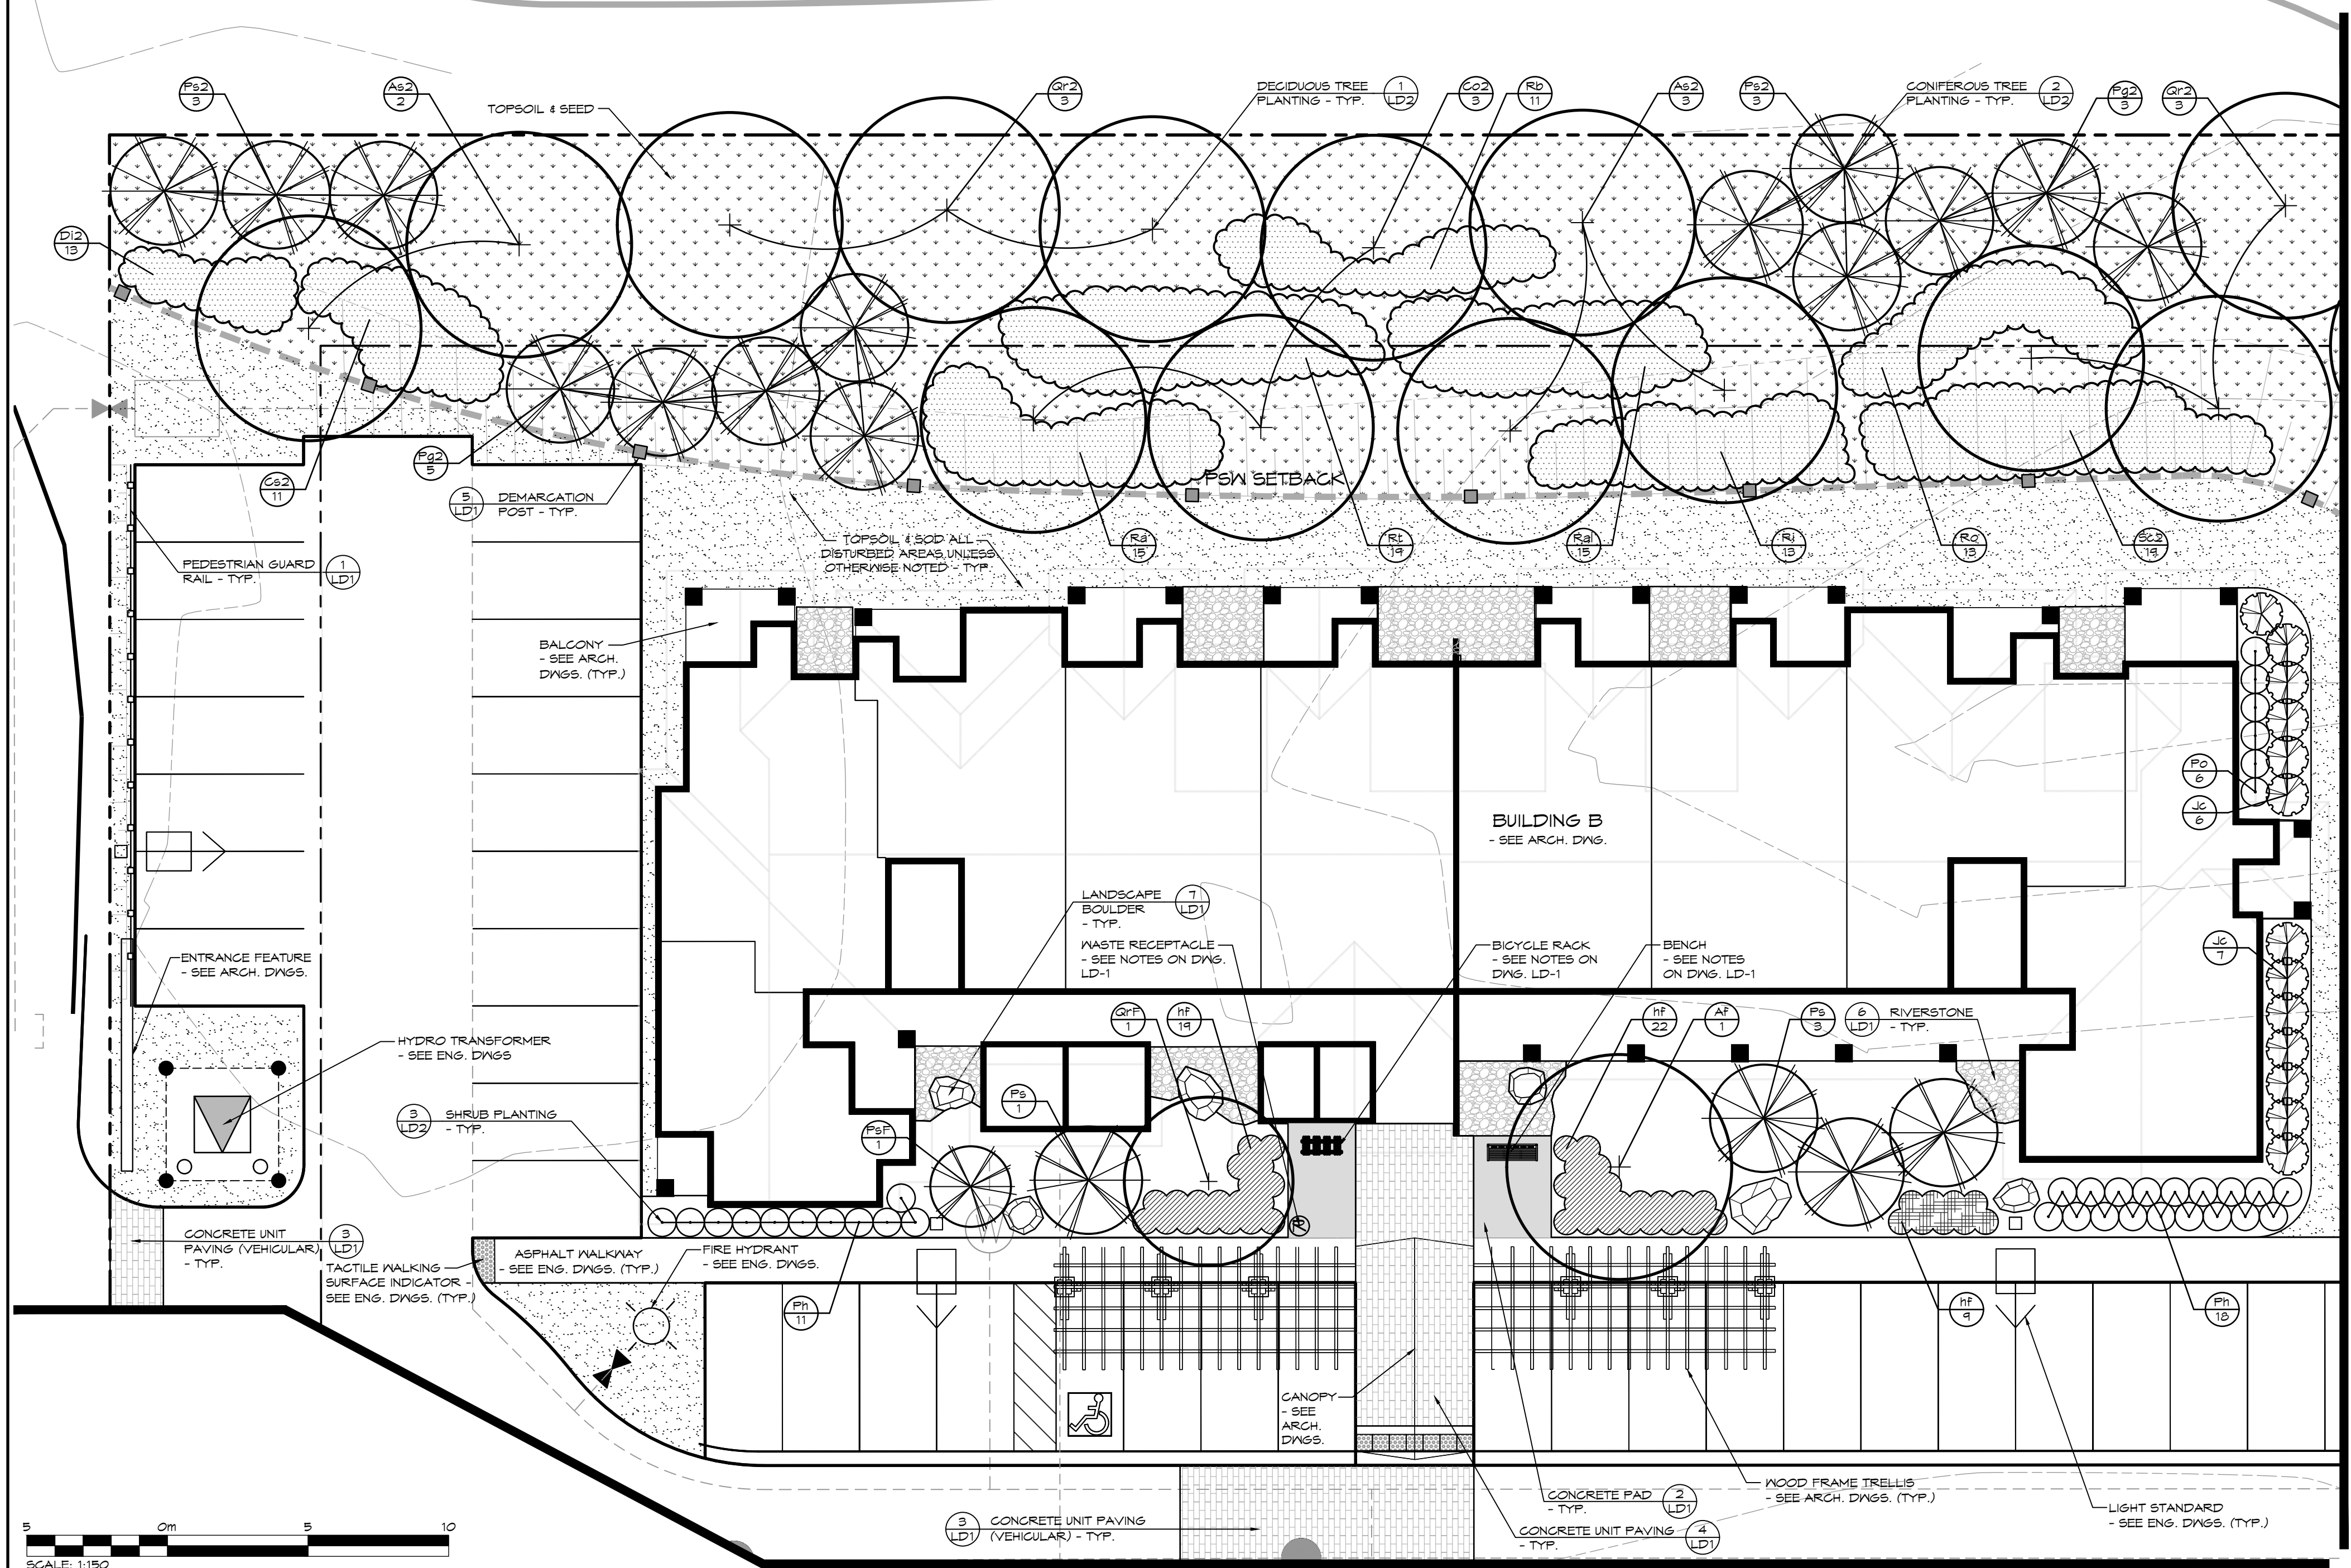 Ps2
3
As2
2
TOPSOIL & SEED
Qr2
3
DECIDUOUS TREE
PLANTING - TYP.
1
LD2
Co2
3
Rb
11
As2
3
Ps2
3
CONIFEROUS TREE
PLANTING - TYP.
2
LD2
Pg2
3
Qr2
3
Di2
13
Cs2
11
Pg2
5
5
LD1
DEMARCATION
POST - TYP.
PSW SETBACK
TOPSOIL & SOD ALL
DISTURBED AREAS UNLESS
OTHERWISE NOTED - TYP.
Ra
15
Rt
19
Ral
15
Ri
13
Ro
13
Sc2
19
PEDESTRIAN GUARD
RAIL - TYP.
1
LD1
BALCONY
- SEE ARCH.
DWGS. (TYP.)
Po
6
Jc
6
BUILDING B
- SEE ARCH. DWG.
LANDSCAPE
BOULDER
- TYP.
7
LD1
WASTE RECEPTACLE
- SEE NOTES ON DWG.
LD-1
BICYCLE RACK
- SEE NOTES ON
DWG. LD-1
BENCH
- SEE NOTES
ON DWG. LD-1
Jc
7
ENTRANCE FEATURE
- SEE ARCH. DWGS.
QrF
1
hf
19
hf
22
Af
1
Ps
3
6
LD1
RIVERSTONE
- TYP.
HYDRO TRANSFORMER
- SEE ENG. DWGS
3
LD2
SHRUB PLANTING
- TYP.
Ps
1
PsF
1
CONCRETE UNIT
PAVING (VEHICULAR)
- TYP.
3
LD1
TACTILE WALKING
SURFACE INDICATOR -
SEE ENG. DWGS. (TYP.)
ASPHALT WALKWAY
- SEE ENG. DWGS. (TYP.)
FIRE HYDRANT
- SEE ENG. DWGS.
Ph
11
hf
9
Ph
18
CANOPY
- SEE
ARCH.
DWGS.
WOOD FRAME TRELLIS
- SEE ARCH. DWGS. (TYP.)
CONCRETE PAD
- TYP.
2
LD1
LIGHT STANDARD
- SEE ENG. DWGS. (TYP.)
3
LD1
CONCRETE UNIT PAVING
(VEHICULAR) - TYP.
CONCRETE UNIT PAVING
- TYP.
4
LD1
5 0m 5 10
SCALE: 1:150